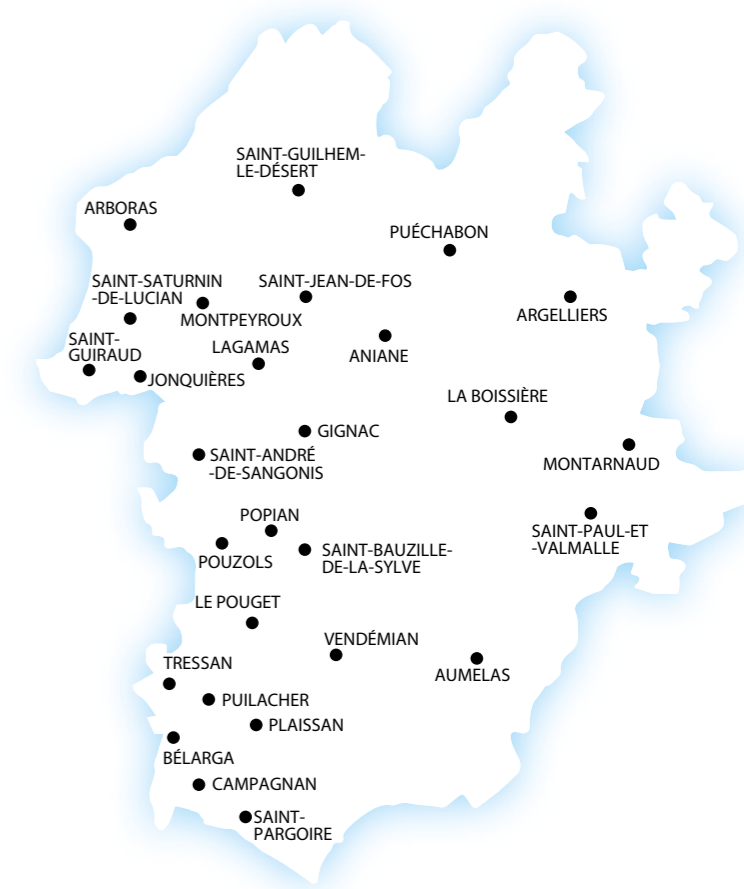 SAINT-GUILHEM-
LE-DÉSERT
ARBORAS
PUÉCHABON
SAINT-SATURNIN
-DE-LUCIAN
SAINT-JEAN-DE-FOS
MONTPEYROUX
ARGELLIERS
SAINT-
GUIRAUD
LAGAMAS
ANIANE
JONQUIÈRES
LA BOISSIÈRE
GIGNAC
SAINT-ANDRÉ
-DE-SANGONIS
MONTARNAUD
POPIAN
POUZOLS
SAINT-BAUZILLE-
DE-LA-SYLVE
SAINT-PAUL-ET
-VALMALLE
LE POUGET
VENDÉMIAN
TRESSAN
AUMELAS
PUILACHER
PLAISSAN
BÉLARGA
CAMPAGNAN
SAINT-
PARGOIRE